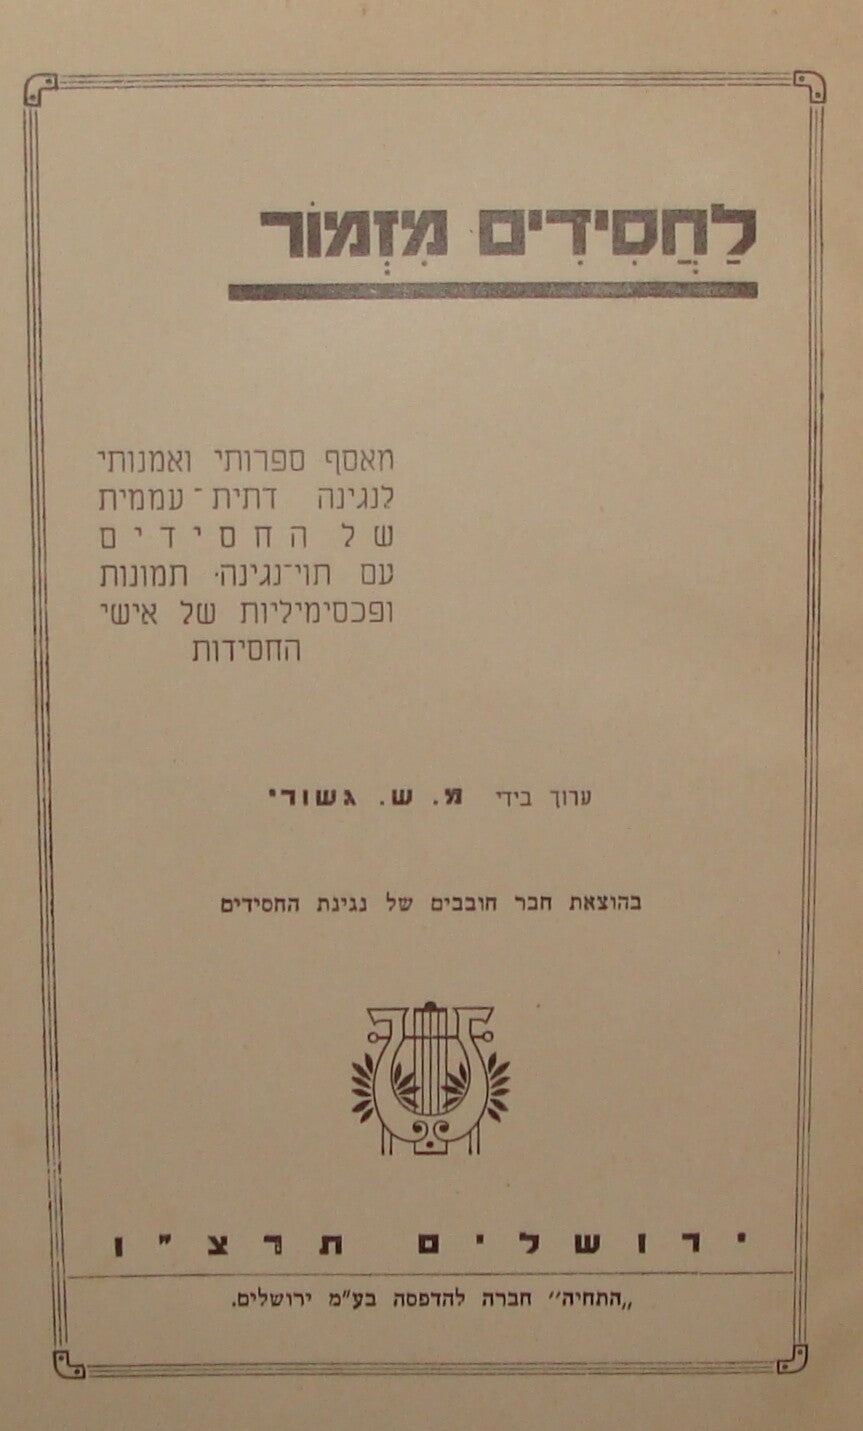 לַחֲסִידִים מִזְמוֹר
מאסף ספרותי ואמנותי
לנגינה דתית־עממית
של החסידים
עם תוי־נגינה, תמונות
ופכסימיליות של אישי
החסידות
ערוך בידי מ. ש. גשורי
בהוצאת חבר חובבים של נגינת החסידים
ירושלים תרצ"ו
„התחיה" חברה להדפסה בע"מ ירושלים.